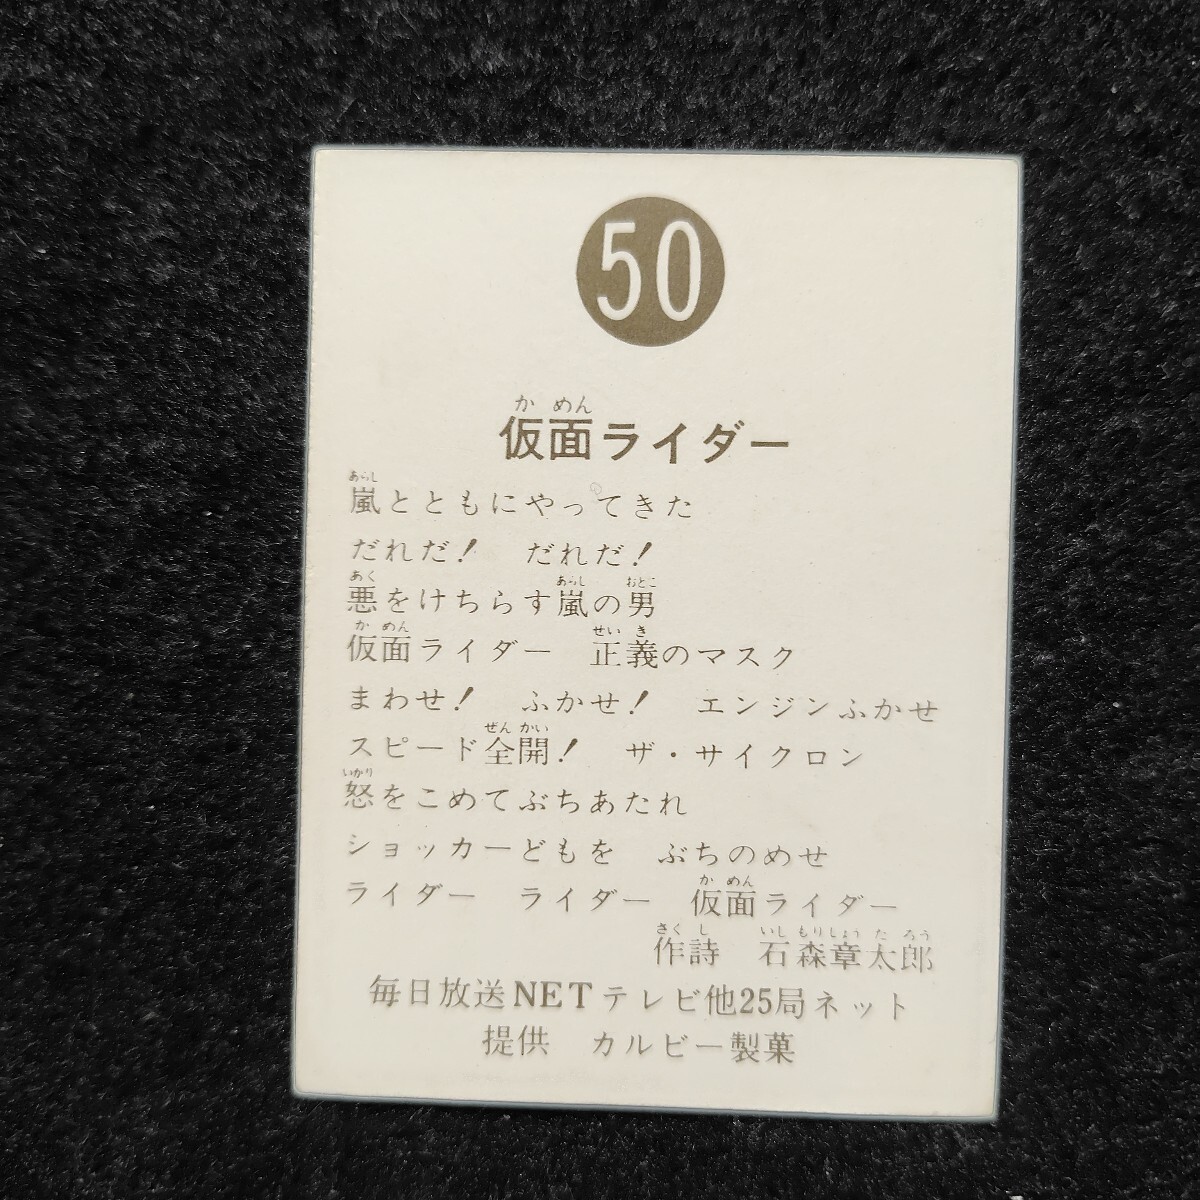 50
仮面ライダー
嵐とともにやってきた
だれだ！　だれだ！
悪をけちらす嵐の男
仮面ライダー　正義のマスク
まわせ！　ふかせ！　エンジンふかせ
スピード全開！　ザ・サイクロン
怒をこめてぶちあたれ
ショッカーどもを　ぶちのめせ
ライダー　ライダー　仮面ライダー
作詩　石森章太郎
毎日放送NETテレビ他25局ネット
提供　カルビー製菓